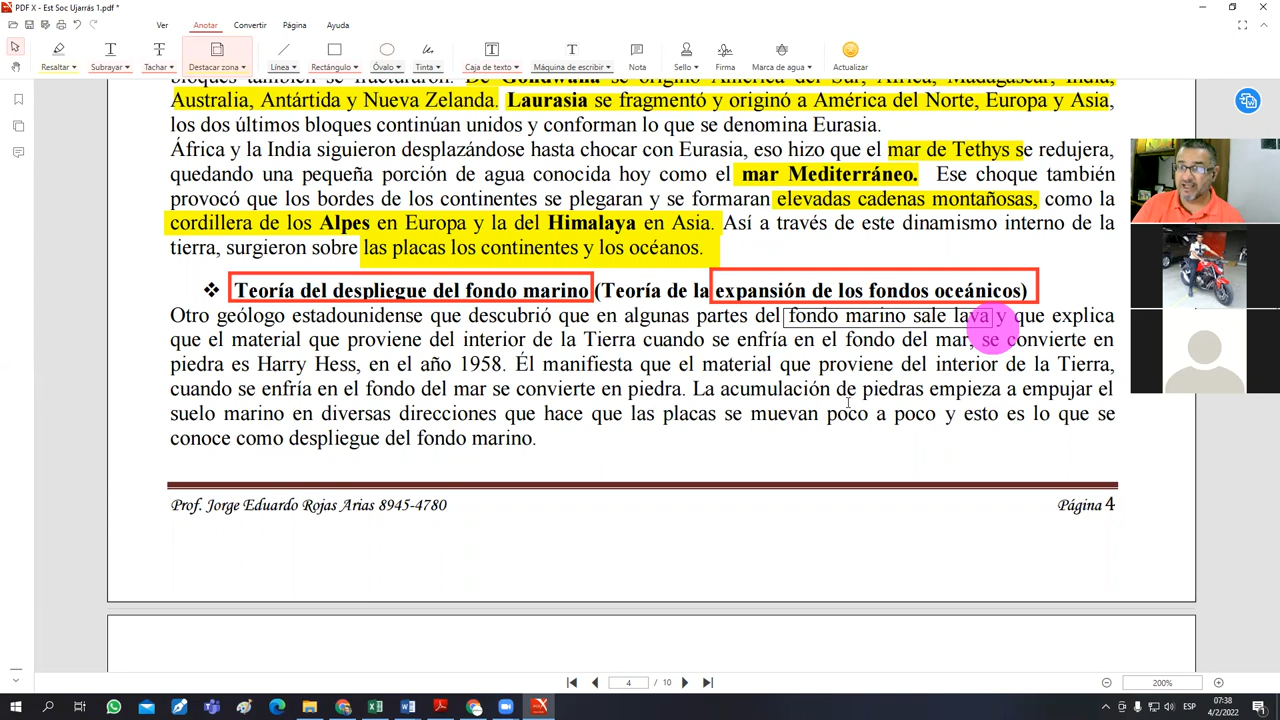 PDF X - Est Soc Ujarrás 1.pdf *
Ver Anotar Convertir Página Ayuda
Resaltar Subrayar Tachar Destacar zona Línea Rectángulo Óvalo Tinta Caja de texto Máquina de escribir Nota Sello Firma Marca de agua Actualizar
bloques también se fracturaron. De Gondwana se originó América del Sur, África, Madagascar, India,
Australia, Antártida y Nueva Zelanda. Laurasia se fragmentó y originó a América del Norte, Europa y Asia,
los dos últimos bloques continúan unidos y conforman lo que se denomina Eurasia.
África y la India siguieron desplazándose hasta chocar con Eurasia, eso hizo que el mar de Tethys se redujera,
quedando una pequeña porción de agua conocida hoy como el mar Mediterráneo. Ese choque también
provocó que los bordes de los continentes se plegaran y se formaran elevadas cadenas montañosas, como la
cordillera de los Alpes en Europa y la del Himalaya en Asia. Así a través de este dinamismo interno de la
tierra, surgieron sobre las placas los continentes y los océanos.
❖ Teoría del despliegue del fondo marino (Teoría de la expansión de los fondos oceánicos)
Otro geólogo estadounidense que descubrió que en algunas partes del fondo marino sale lava y que explica
que el material que proviene del interior de la Tierra cuando se enfría en el fondo del mar, se convierte en
piedra es Harry Hess, en el año 1958. Él manifiesta que el material que proviene del interior de la Tierra,
cuando se enfría en el fondo del mar se convierte en piedra. La acumulación de piedras empieza a empujar el
suelo marino en diversas direcciones que hace que las placas se muevan poco a poco y esto es lo que se
conoce como despliegue del fondo marino.
Prof. Jorge Eduardo Rojas Arias 8945-4780 Página 4
4 / 10 200%
ESP 07:38 4/2/2022